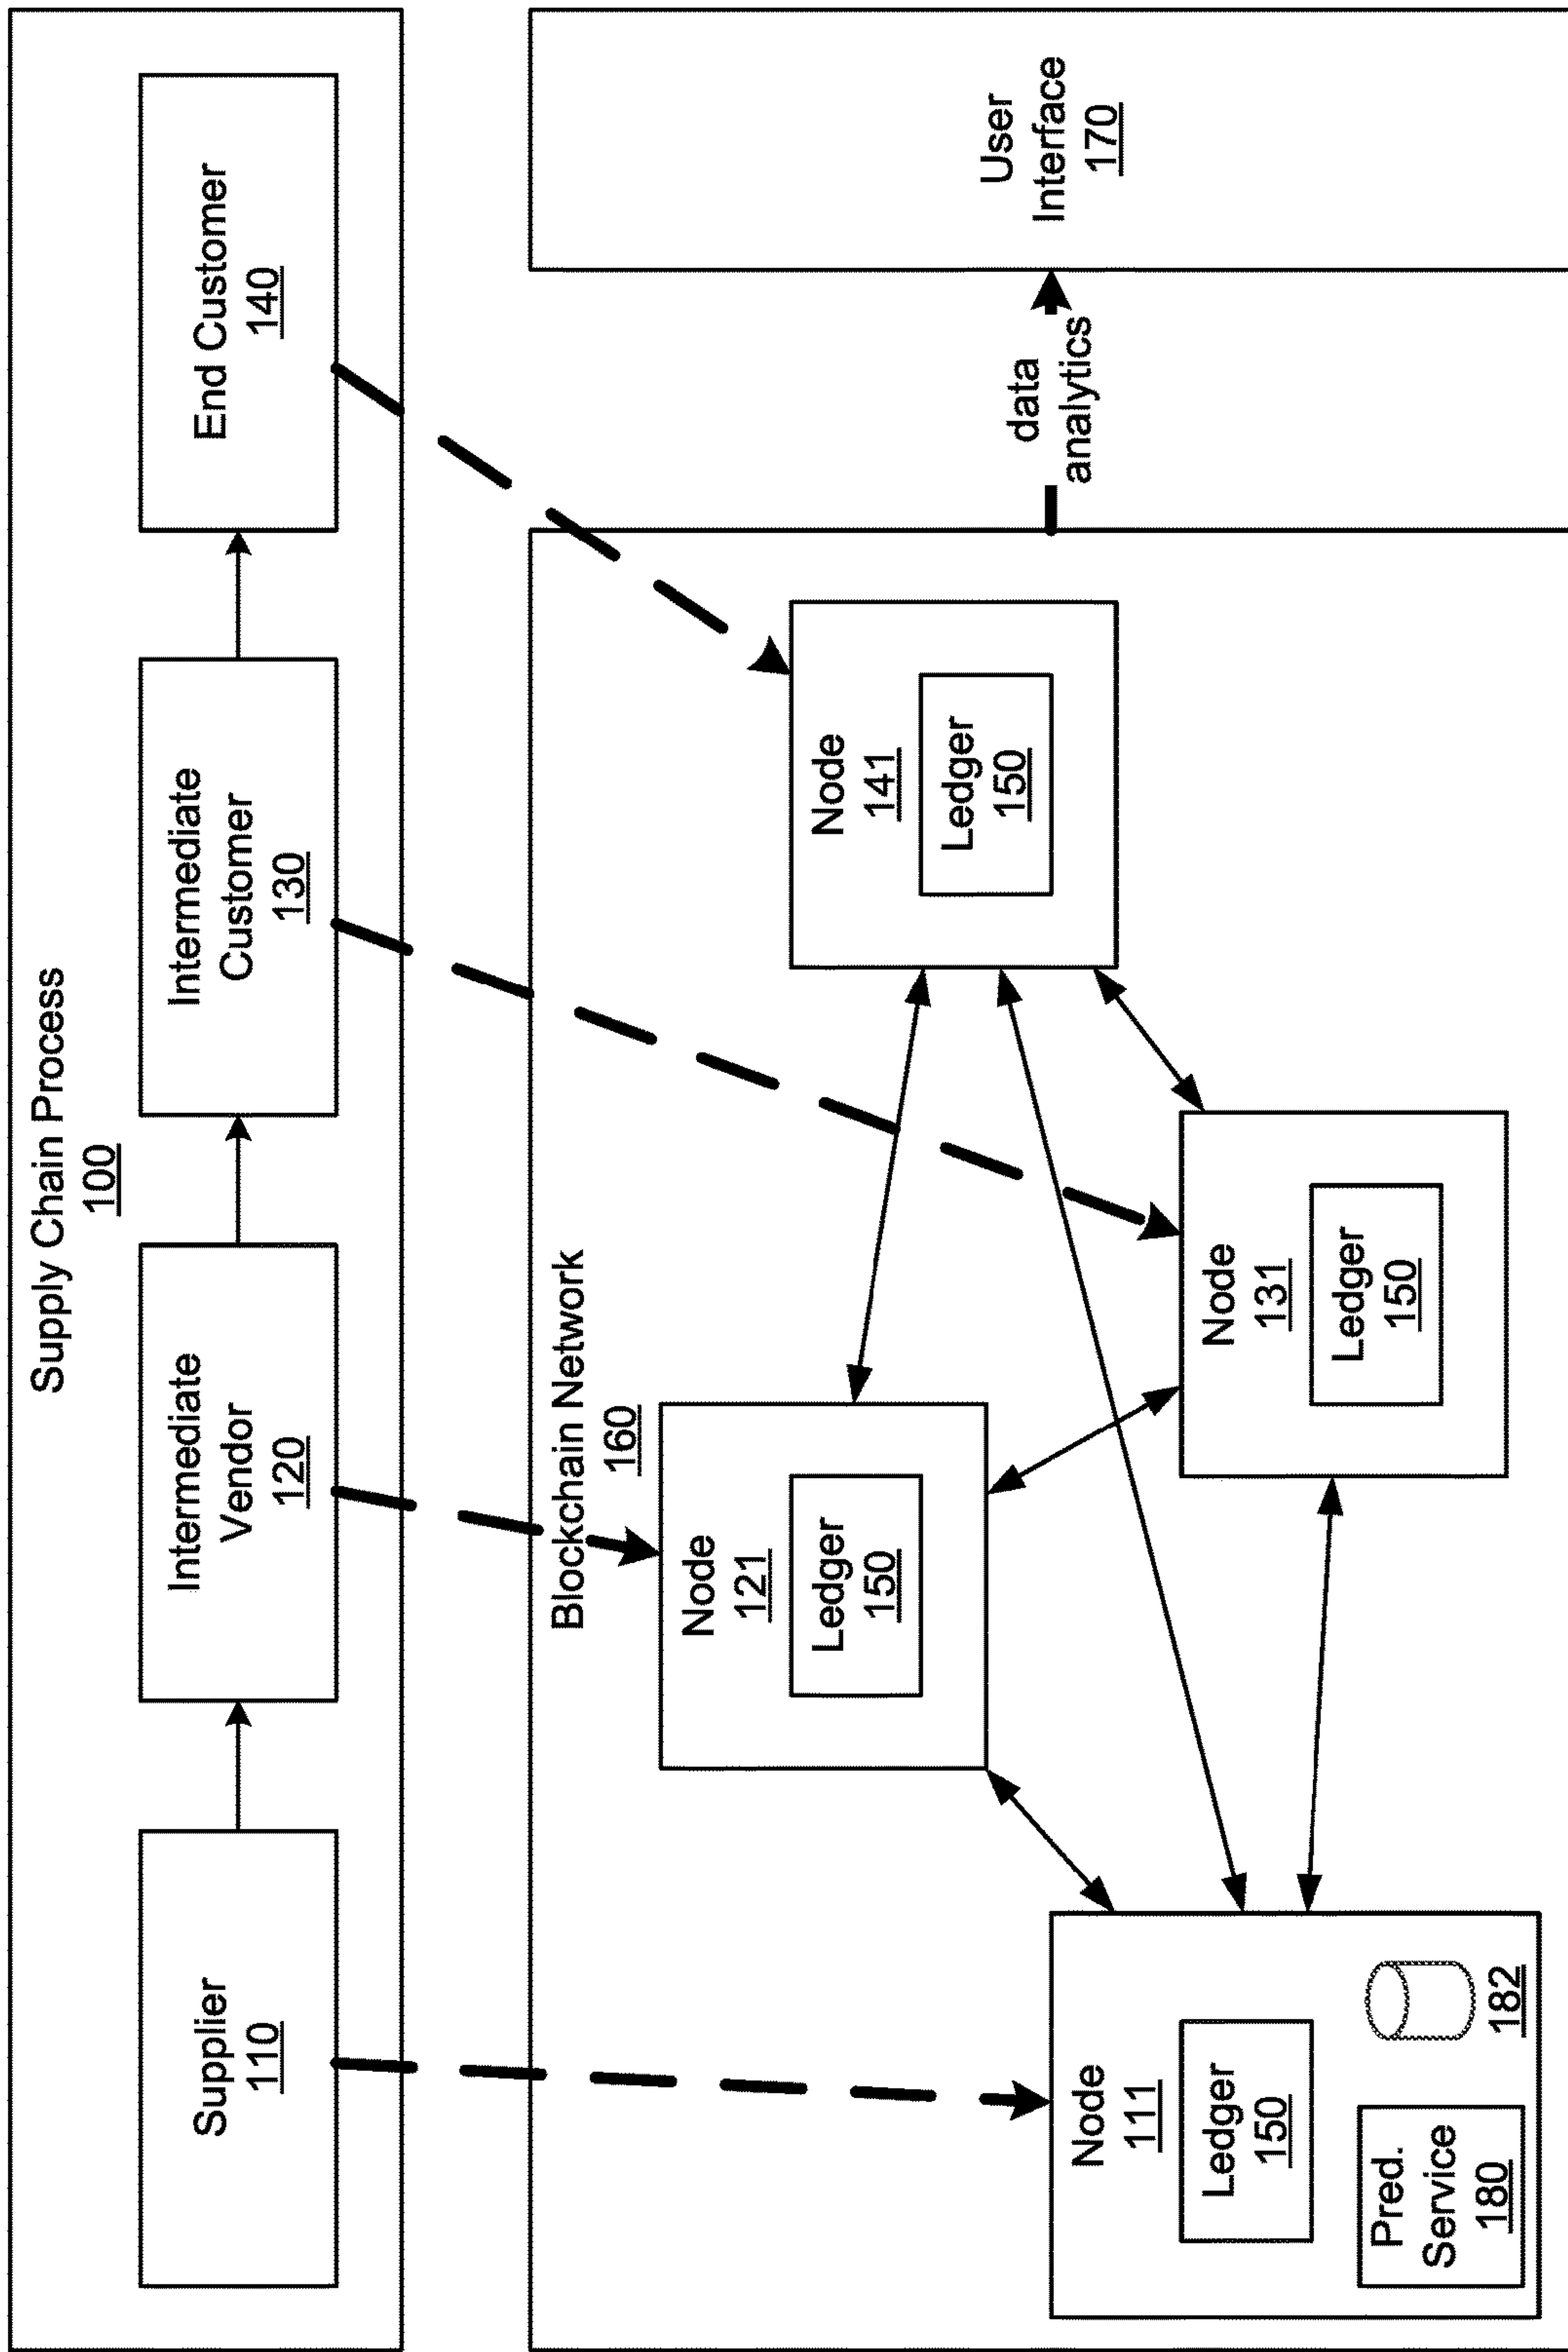 Supply Chain Process
100
Supplier
110
Intermediate
Vendor
120
Intermediate
Customer
130
End Customer
140
Blockchain Network
160
Node
111
Ledger
150
Pred.
Service
180
182
Node
121
Ledger
150
Node
131
Ledger
150
Node
141
Ledger
150
data
analytics
User
Interface
170